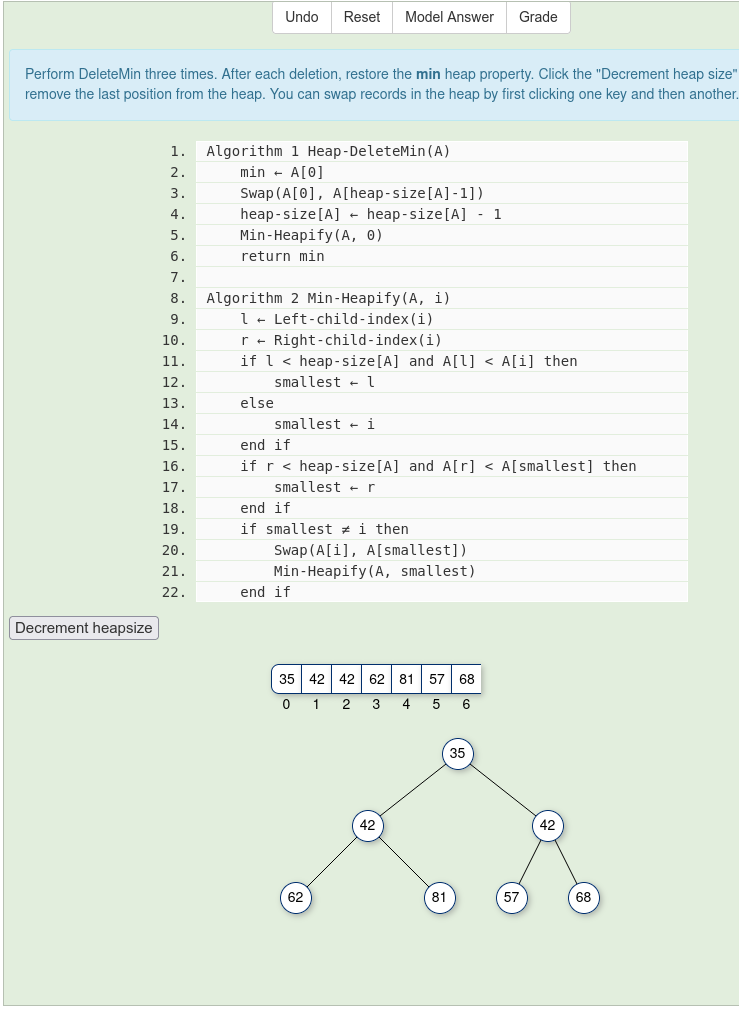 Undo Reset Model Answer Grade
Perform DeleteMin three times. After each deletion, restore the min heap property. Click the "Decrement heap size"
remove the last position from the heap. You can swap records in the heap by first clicking one key and then another.
1. Algorithm 1 Heap-DeleteMin(A)
2. min ← A[0]
3. Swap(A[0], A[heap-size[A]-1])
4. heap-size[A] ← heap-size[A] - 1
5. Min-Heapify(A, 0)
6. return min
7.
8. Algorithm 2 Min-Heapify(A, i)
9. l ← Left-child-index(i)
10. r ← Right-child-index(i)
11. if l < heap-size[A] and A[l] < A[i] then
12. smallest ← l
13. else
14. smallest ← i
15. end if
16. if r < heap-size[A] and A[r] < A[smallest] then
17. smallest ← r
18. end if
19. if smallest ≠ i then
20. Swap(A[i], A[smallest])
21. Min-Heapify(A, smallest)
22. end if
Decrement heapsize
35 42 42 62 81 57 68
0 1 2 3 4 5 6
35
42 42
62 81 57 68